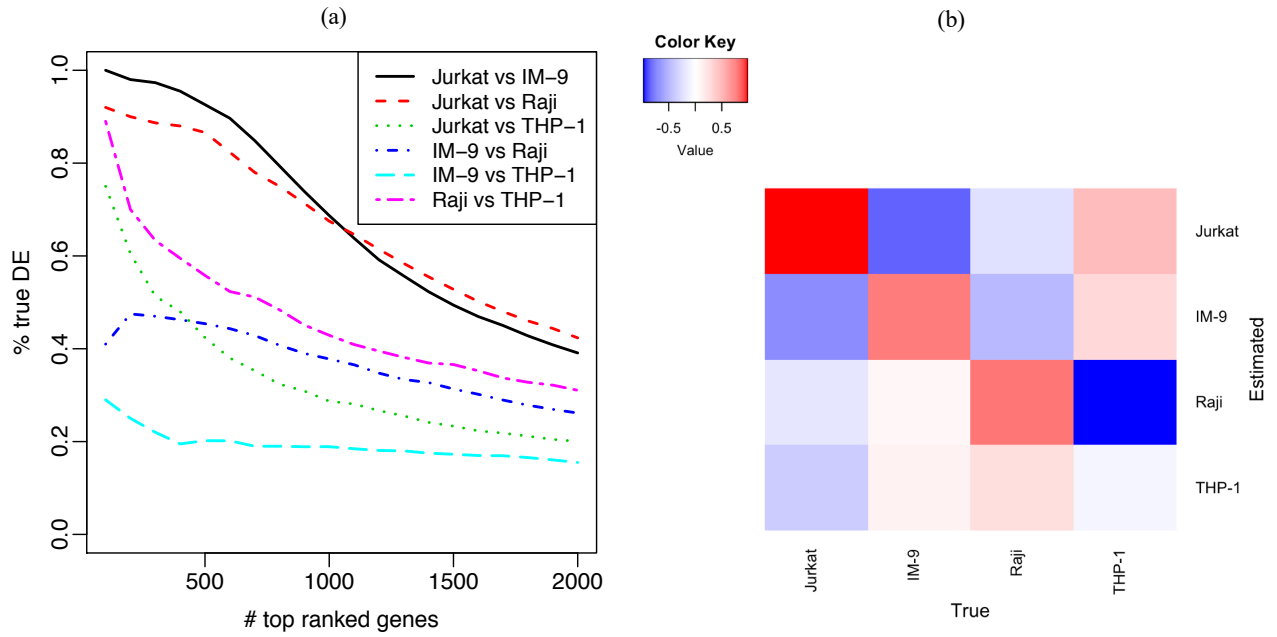 (a)
% true DE
1.0
0.8
0.6
0.4
0.2
0.0
Jurkat vs IM−9
Jurkat vs Raji
Jurkat vs THP−1
IM−9 vs Raji
IM−9 vs THP−1
Raji vs THP−1
500
1000
1500
2000
# top ranked genes
(b)
Color Key
-0.5
0.5
Value
Jurkat
IM-9
Raji
THP-1
Estimated
Jurkat
IM-9
Raji
THP-1
True